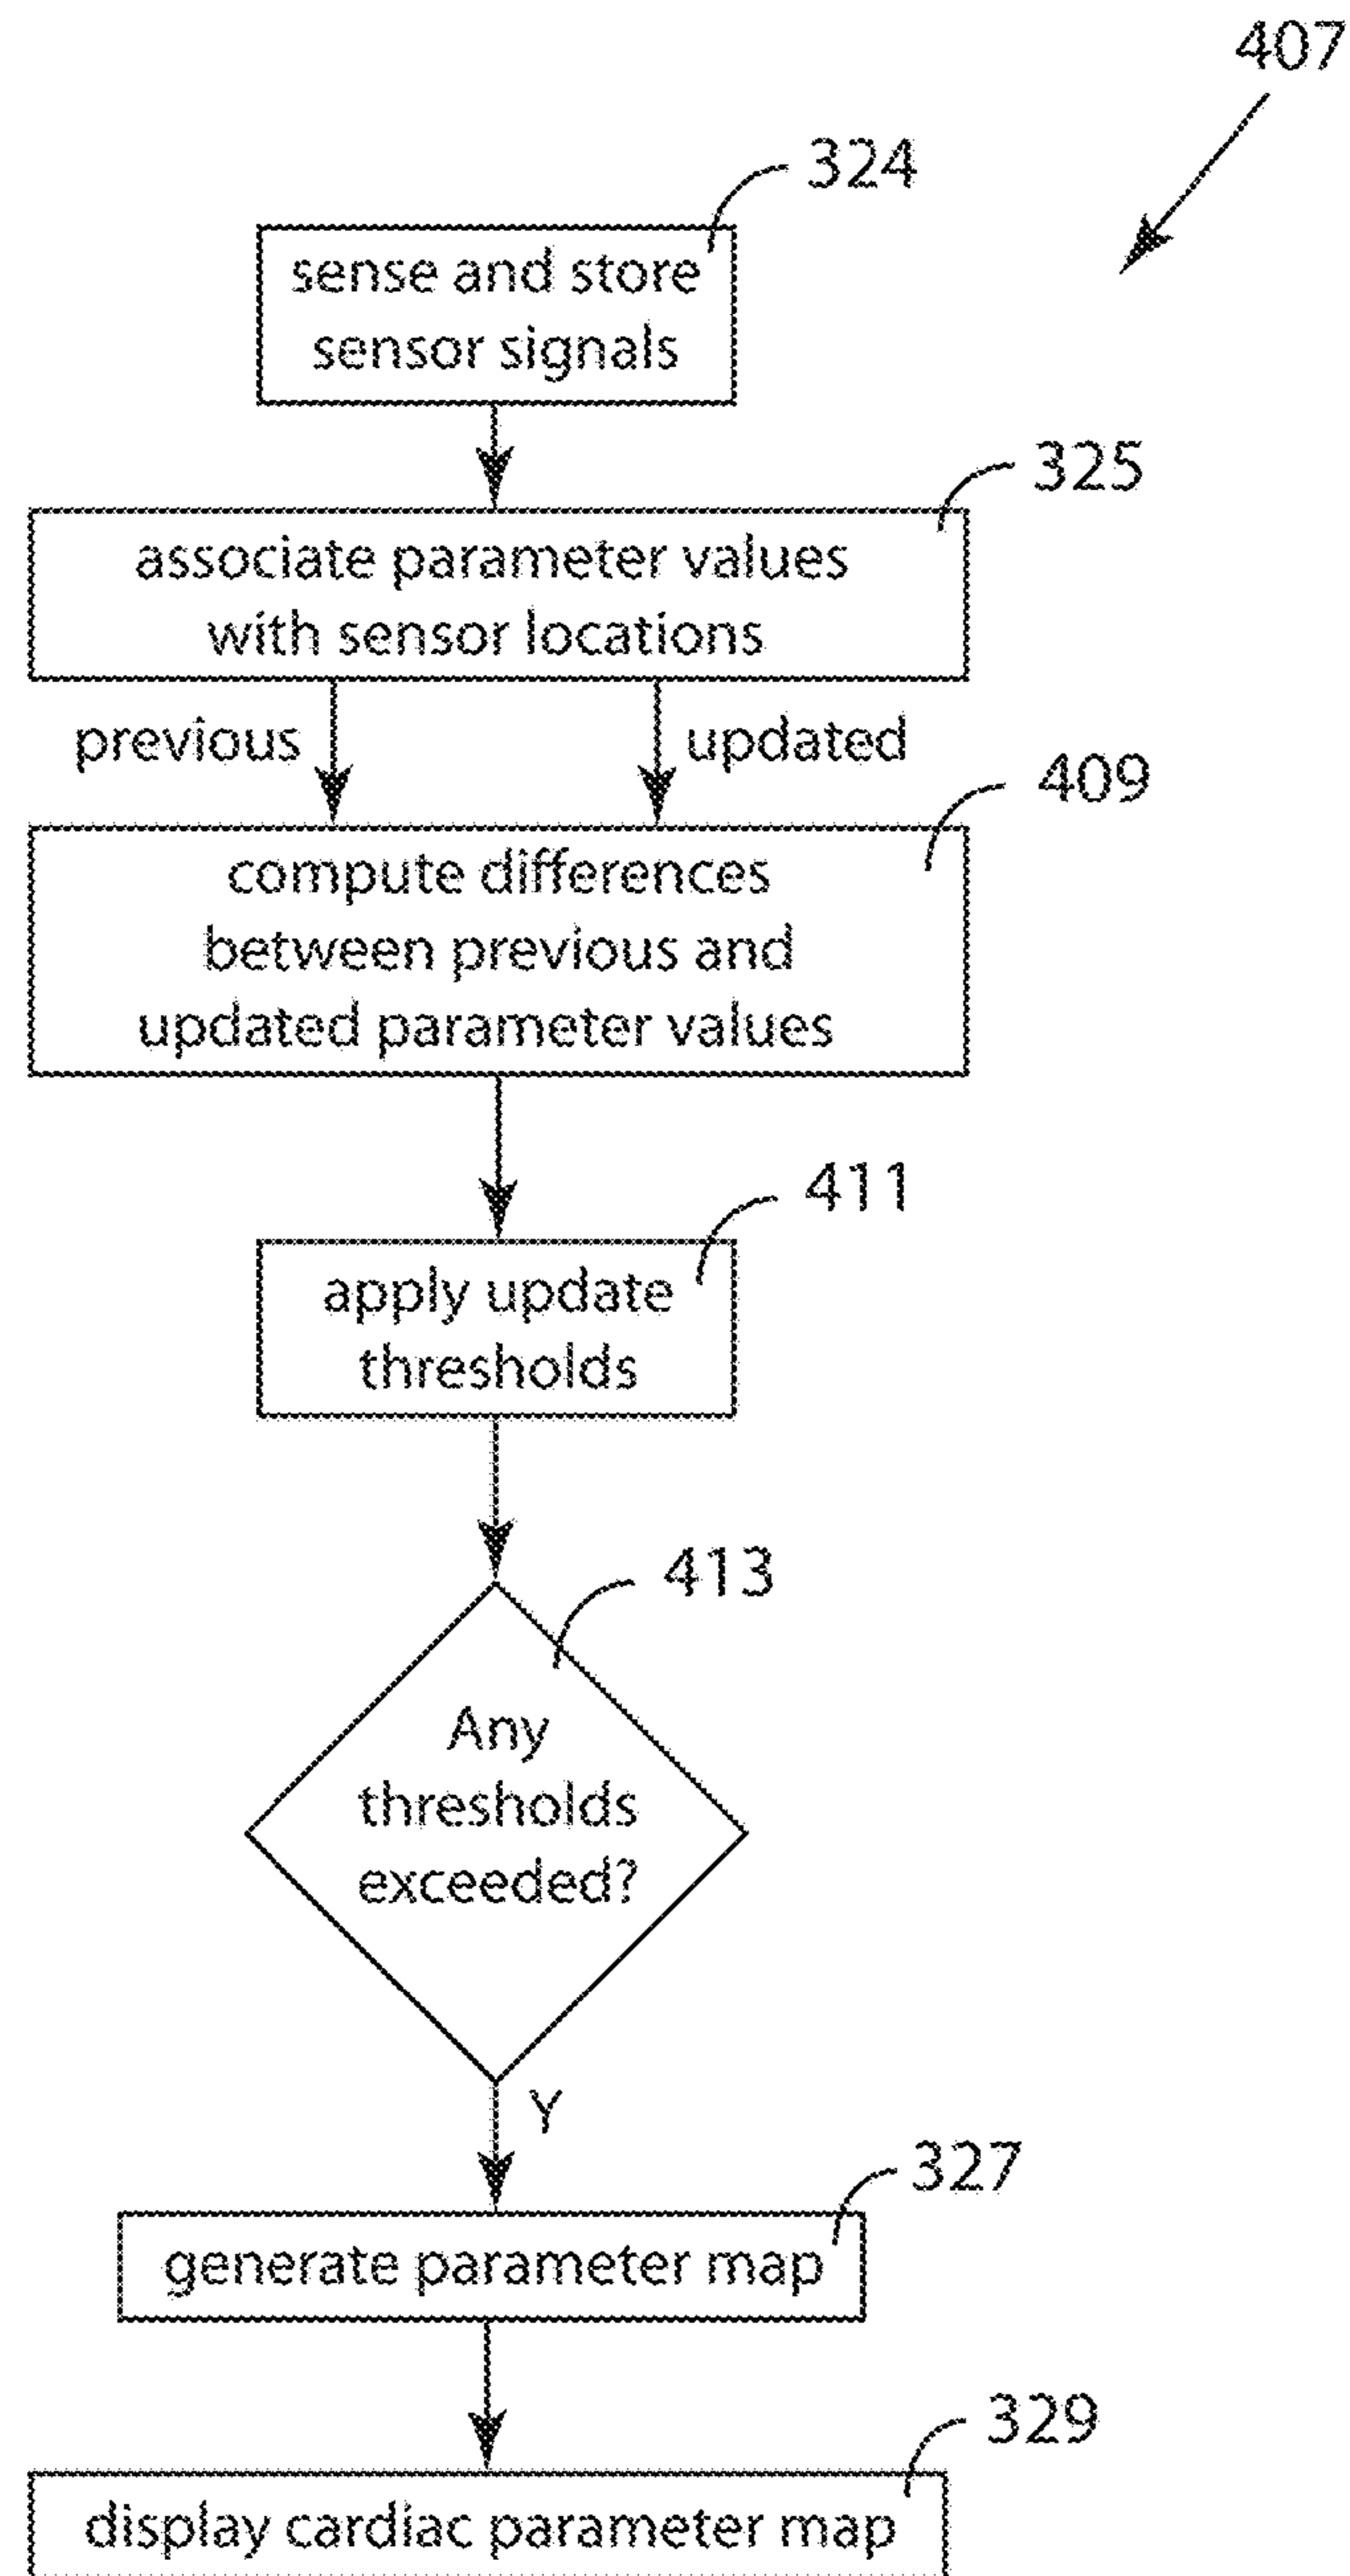 407
324
sense and store
sensor signals
325
associate parameter values
with sensor locations
previous
updated
409
compute differences
between previous and
updated parameter values
411
apply update
thresholds
413
Any
thresholds
exceeded?
Y
327
generate parameter map
329
display cardiac parameter map